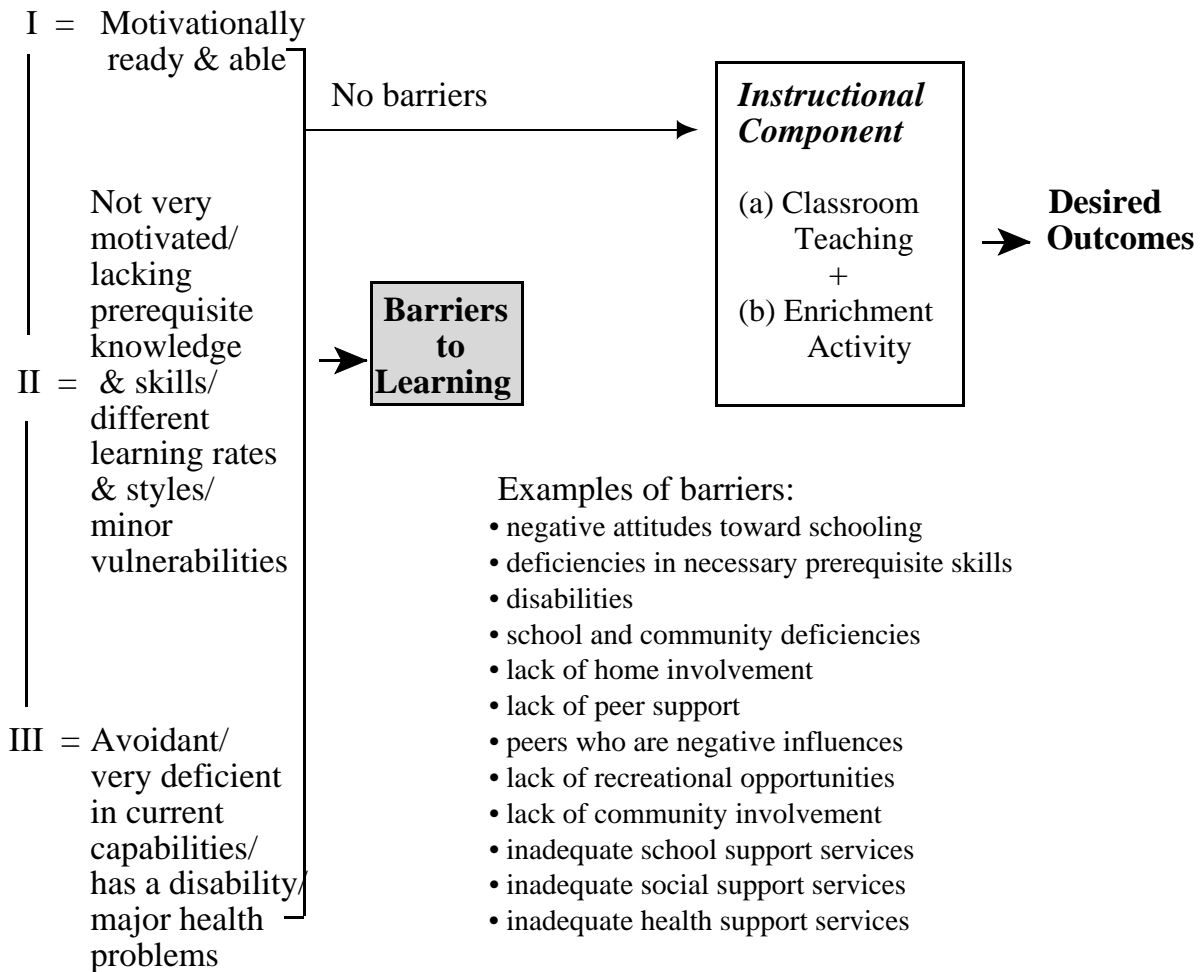 I = Motivationally
ready & able
No barriers
Instructional
Component
(a) Classroom
Teaching
+
(b) Enrichment
Activity
Desired
Outcomes
Not very
motivated/
lacking
prerequisite
knowledge
II = & skills/
different
learning rates
& styles/
minor
vulnerabilities
Barriers
to
Learning
Examples of barriers:
• negative attitudes toward schooling
• deficiencies in necessary prerequisite skills
• disabilities
• school and community deficiencies
• lack of home involvement
• lack of peer support
• peers who are negative influences
• lack of recreational opportunities
• lack of community involvement
• inadequate school support services
• inadequate social support services
• inadequate health support services
III = Avoidant/
very deficient
in current
capabilities/
has a disability/
major health
problems